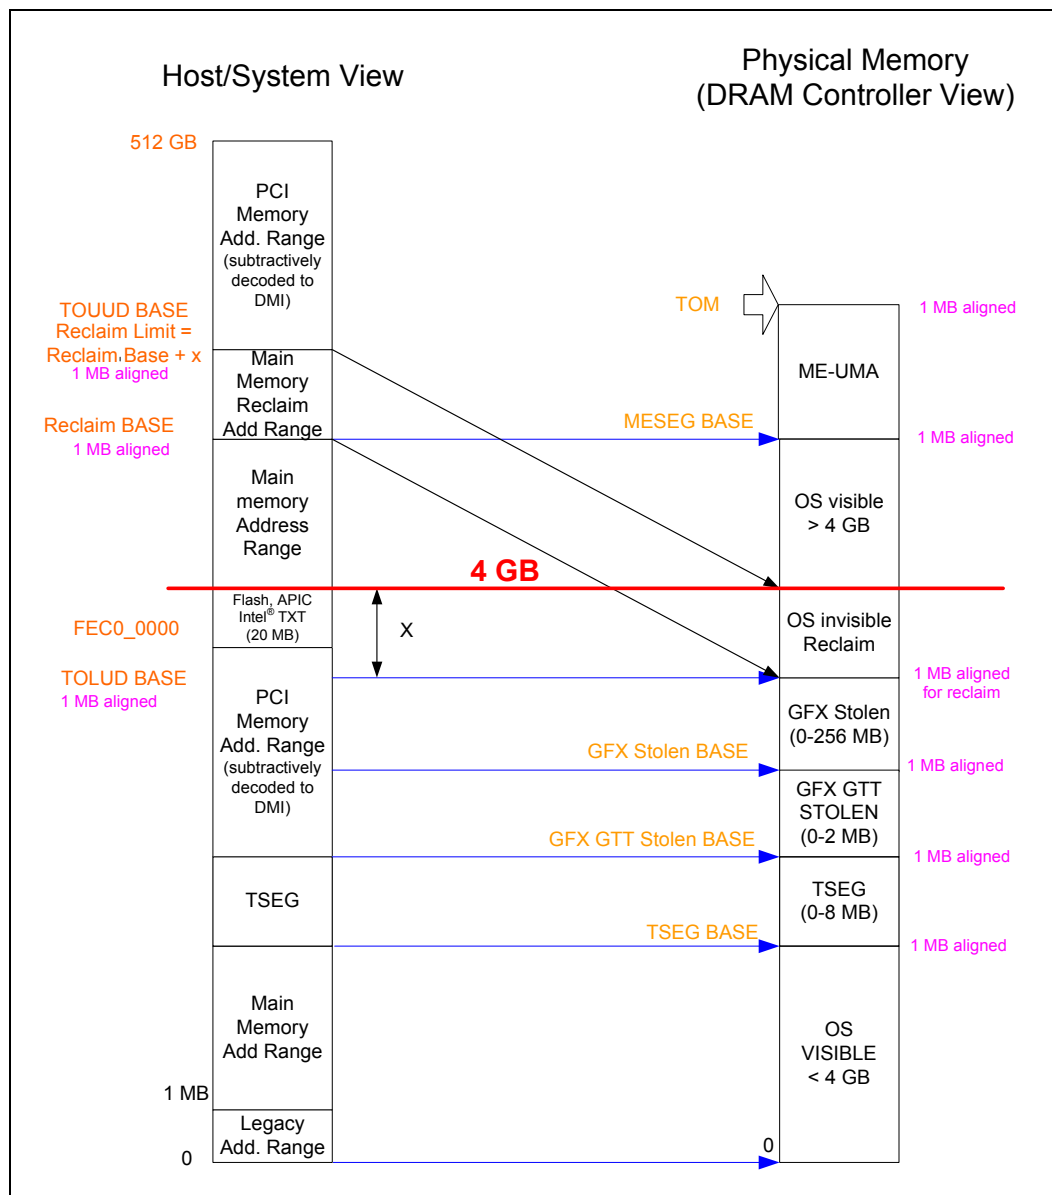 Host/System View
Physical Memory
(DRAM Controller View)
512 GB
PCI
Memory
Add. Range
(subtractively
decoded to
DMI)
TOUUD BASE
Reclaim Limit =
Reclaim Base + x
1 MB aligned
TOM
1 MB aligned
Main
Memory
Reclaim
Add Range
ME-UMA
Reclaim BASE
1 MB aligned
MESEG BASE
1 MB aligned
Main
memory
Address
Range
OS visible
> 4 GB
4 GB
Flash, APIC
Intel® TXT
(20 MB)
FEC0_0000
X
OS invisible
Reclaim
TOLUD BASE
1 MB aligned
1 MB aligned
for reclaim
PCI
Memory
Add. Range
(subtractively
decoded to
DMI)
GFX Stolen
(0-256 MB)
GFX Stolen BASE
1 MB aligned
GFX GTT
STOLEN
(0-2 MB)
GFX GTT Stolen BASE
1 MB aligned
TSEG
TSEG
(0-8 MB)
TSEG BASE
1 MB aligned
Main
Memory
Add Range
OS
VISIBLE
< 4 GB
1 MB
Legacy
Add. Range
0
0